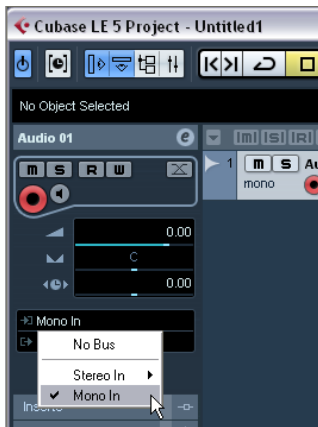 Cubase LE 5 Project - Untitled1
No Object Selected
Audio 01 e
M S R W
1 M S Au
mono
0.00
C
0.00
Mono In
No Bus
Stereo In
Mono In
Inserts